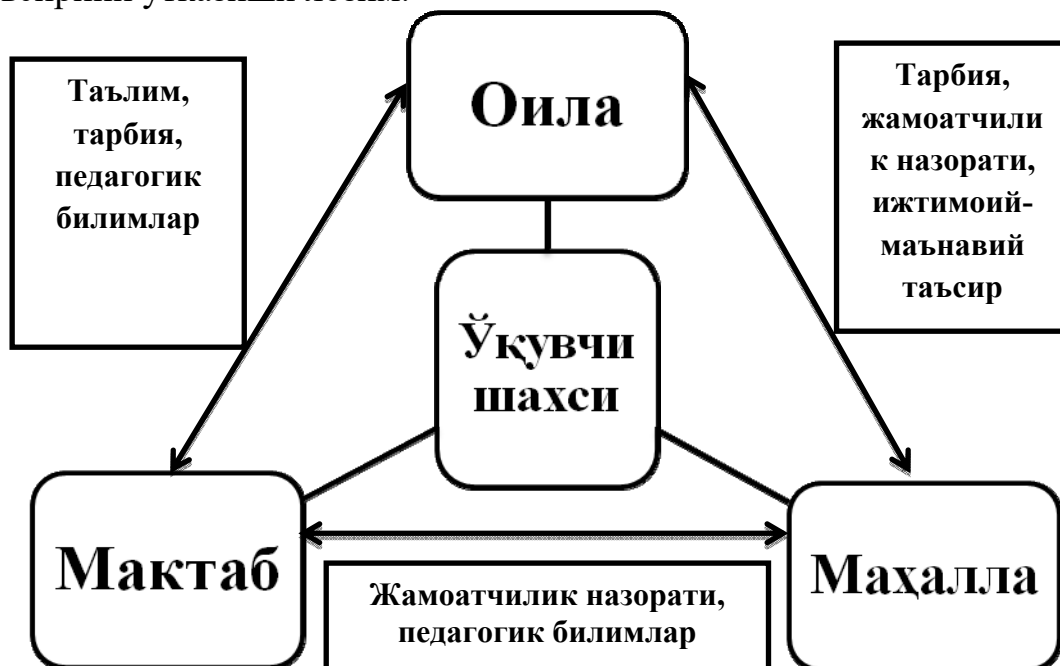 Таълим,
тарбия,
педагогик
билимлар
Оила
Тарбия,
жамоатчили
к назорати,
ижтимоий-
маънавий
таъсир
Ўқувчи
шахси
Мактаб
Жамоатчилик назорати,
педагогик билимлар
Маҳалла